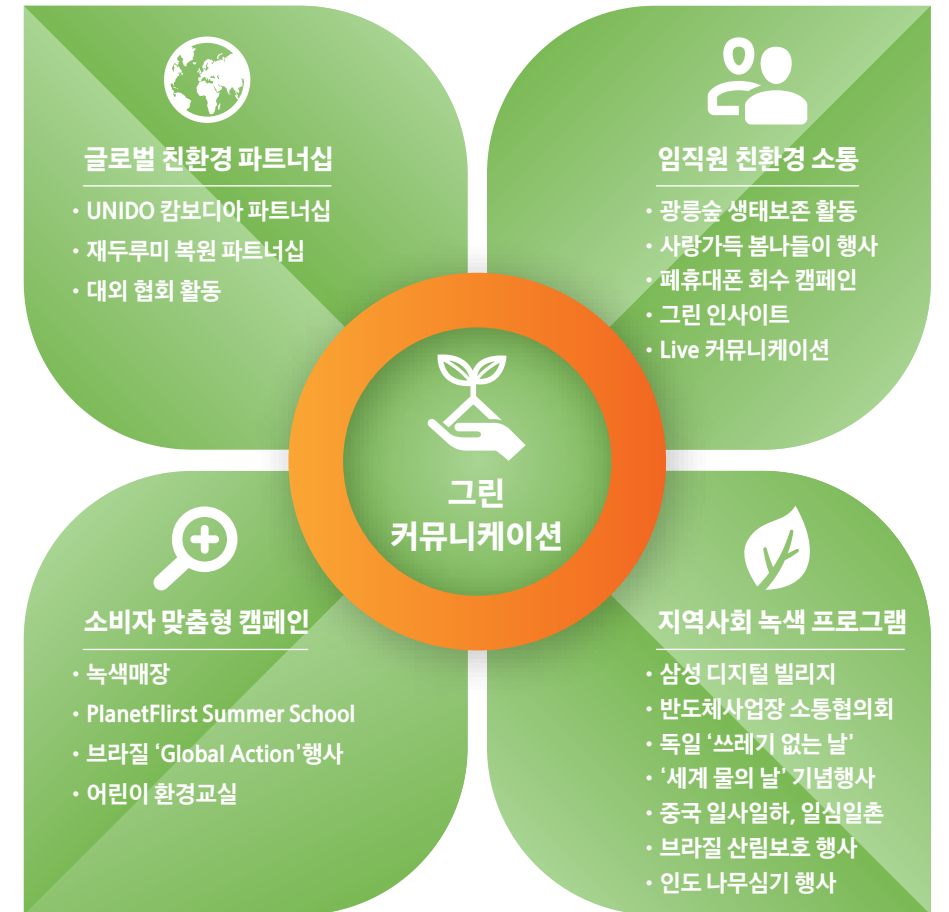 글로벌 친환경 파트너십
• UNIDO 캄보디아 파트너십
• 재두루미 복원 파트너십
• 대외 협회 활동
임직원 친환경 소통
• 광릉숲 생태보존 활동
• 사랑가득 봄나들이 행사
• 폐휴대폰 회수 캠페인
• 그린 인사이트
• Live 커뮤니케이션
그린
커뮤니케이션
소비자 맞춤형 캠페인
• 녹색매장
• PlanetFlirst Summer School
• 브라질 ‘Global Action’행사
• 어린이 환경교실
지역사회 녹색 프로그램
• 삼성 디지털 빌리지
• 반도체사업장 소통협의회
• 독일 ‘쓰레기 없는 날’
• ‘세계 물의 날’ 기념행사
• 중국 일사일하, 일심일촌
• 브라질 산림보호 행사
• 인도 나무심기 행사